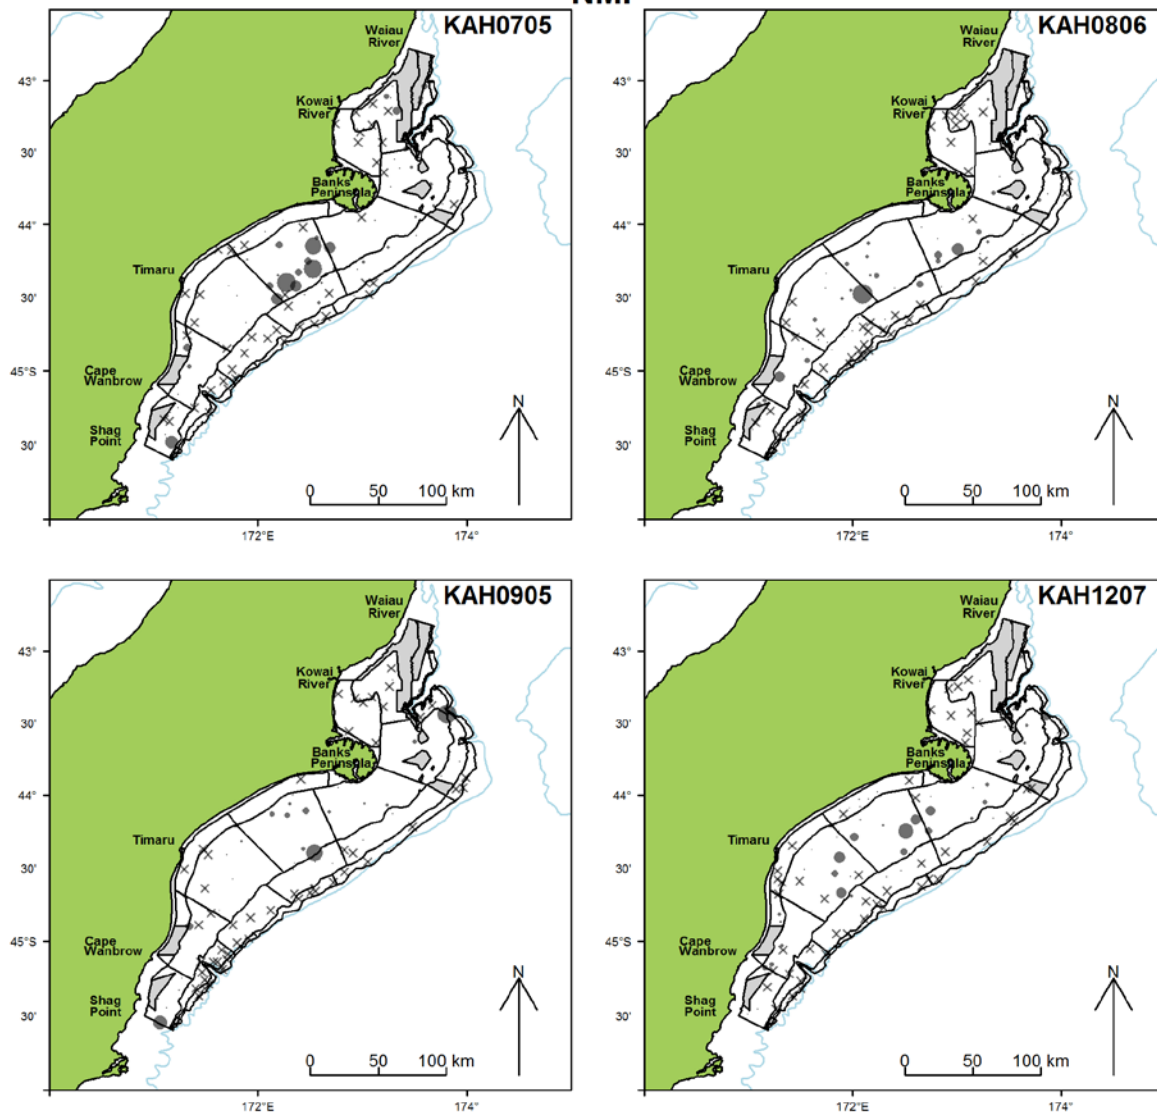 KAH0705
Waiau
River
43°
Kowai
River
30'
Banks
Peninsula
44°
Timaru
30'
Cape
Wanbrow
45°S
Shag
Point
30'
N
0 50 100 km
172°E 174°
KAH0806
Waiau
River
43°
Kowai
River
30'
Banks
Peninsula
44°
Timaru
30'
Cape
Wanbrow
45°S
Shag
Point
30'
N
0 50 100 km
172°E 174°
KAH0905
Waiau
River
43°
Kowai
River
30'
Banks
Peninsula
44°
Timaru
30'
Cape
Wanbrow
45°S
Shag
Point
30'
N
0 50 100 km
172°E 174°
KAH1207
Waiau
River
43°
Kowai
River
30'
Banks
Peninsula
44°
Timaru
30'
Cape
Wanbrow
45°S
Shag
Point
30'
N
0 50 100 km
172°E 174°